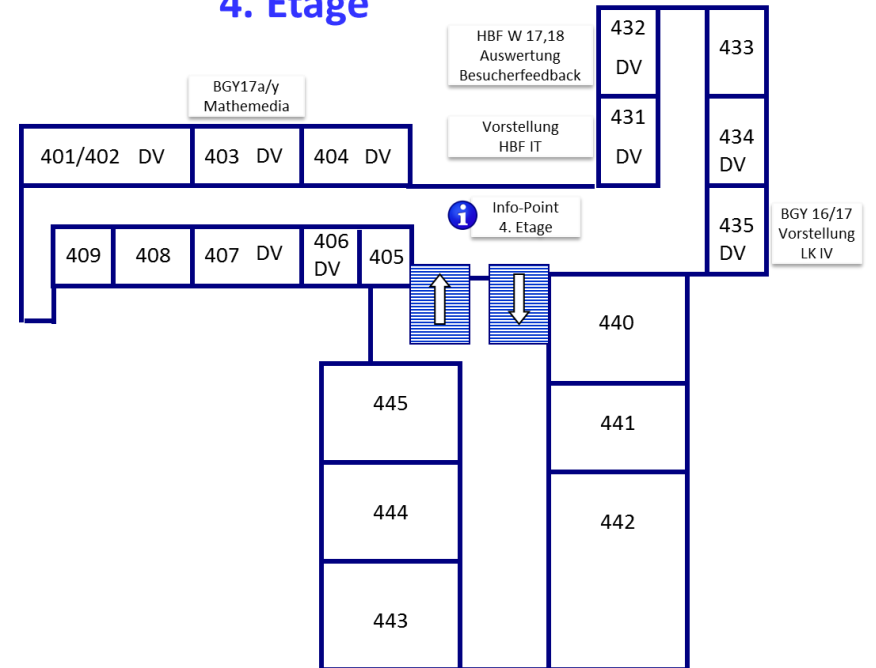 4. Etage
HBF W 17,18
Auswertung
Besucherfeedback
432
DV
433
BGY17a/y
Mathemedia
Vorstellung
HBF IT
431
DV
434
DV
401/402 DV
403 DV
404 DV
Info-Point
4. Etage
435
DV
BGY 16/17
Vorstellung
LK IV
409
408
407 DV
406
DV
405
440
445
441
444
442
443